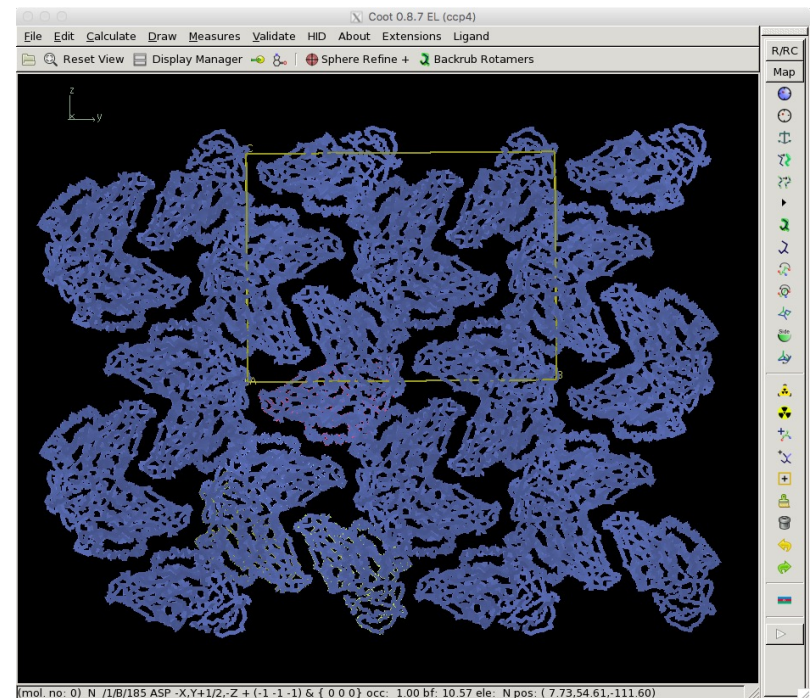 Coot 0.8.7 EL (ccp4)
File Edit Calculate Draw Measures Validate HID About Extensions Ligand
R/RC
Reset View Display Manager Sphere Refine + Backrub Rotamers
Map
z
x y
C
A B
Side
(mol. no: 0) N /1/B/185 ASP -X,Y+1/2,-Z + (-1 -1 -1) & { 0 0 0} occ: 1.00 bf: 10.57 ele: N pos: ( 7.73,54.61,-111.60)